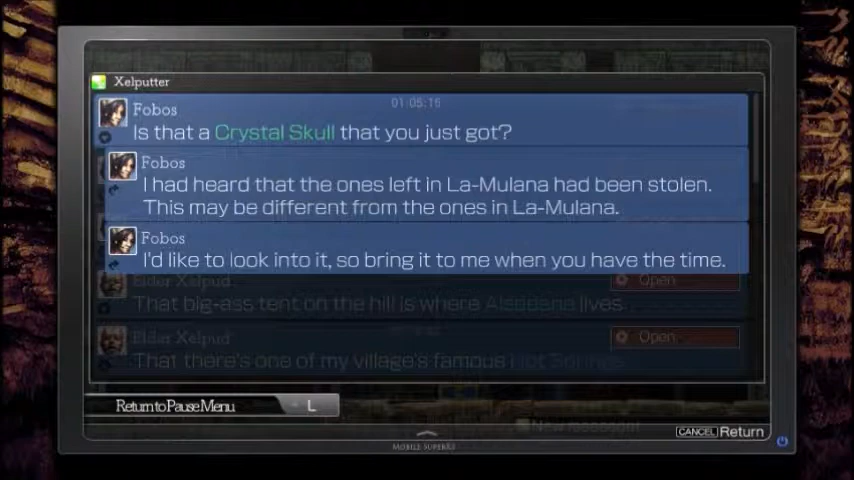 Xelputter
Fobos
01:05:16
Is that a Crystal Skull that you just got?
Fobos
I had heard that the ones left in La-Mulana had been stolen.
This may be different from the ones in La-Mulana.
Fobos
I'd like to look into it, so bring it to me when you have the time.
Elder Xelpud
Open
That big-ass tent on the hill is where Alsedana lives.
Elder Xelpud
Open
That there's one of my village's famous Hot Springs.
Return to Pause Menu L
CANCEL Return
MOBILE SUPERX3